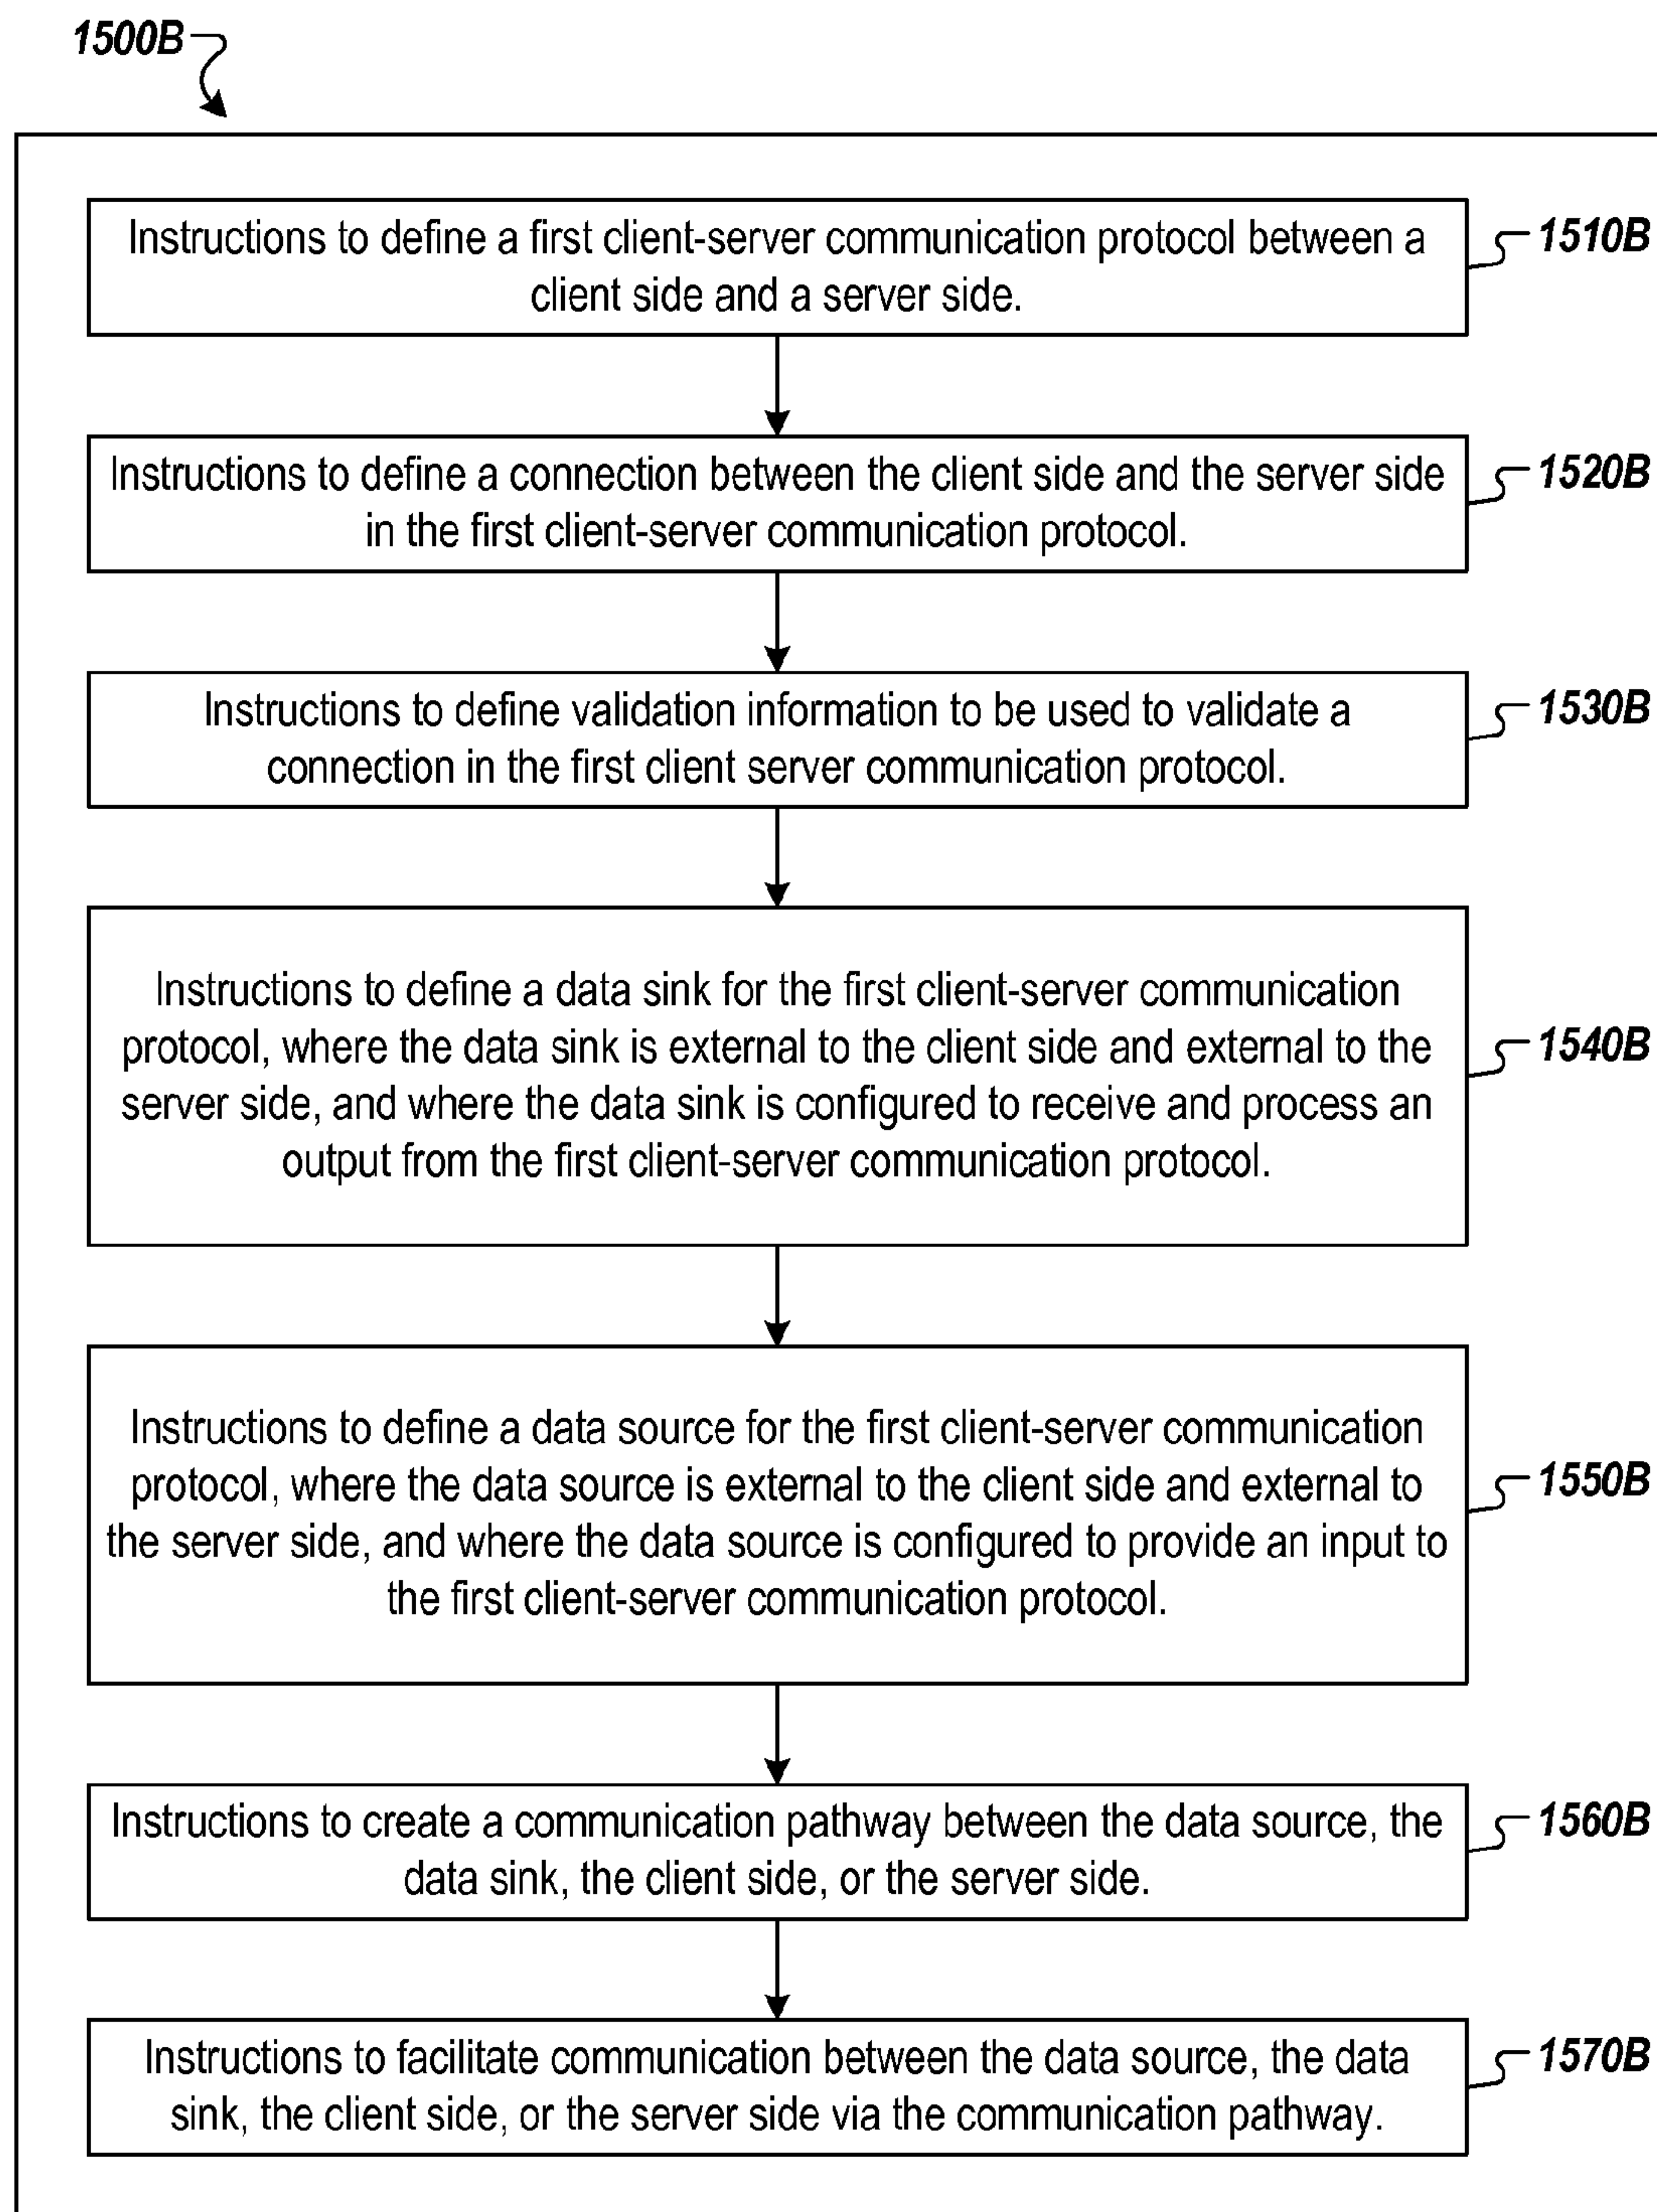 1500B
Instructions to define a first client-server communication protocol between a
client side and a server side.
1510B
Instructions to define a connection between the client side and the server side
in the first client-server communication protocol.
1520B
Instructions to define validation information to be used to validate a
connection in the first client server communication protocol.
1530B
Instructions to define a data sink for the first client-server communication
protocol, where the data sink is external to the client side and external to the
server side, and where the data sink is configured to receive and process an
output from the first client-server communication protocol.
1540B
Instructions to define a data source for the first client-server communication
protocol, where the data source is external to the client side and external to
the server side, and where the data source is configured to provide an input to
the first client-server communication protocol.
1550B
Instructions to create a communication pathway between the data source, the
data sink, the client side, or the server side.
1560B
Instructions to facilitate communication between the data source, the data
sink, the client side, or the server side via the communication pathway.
1570B